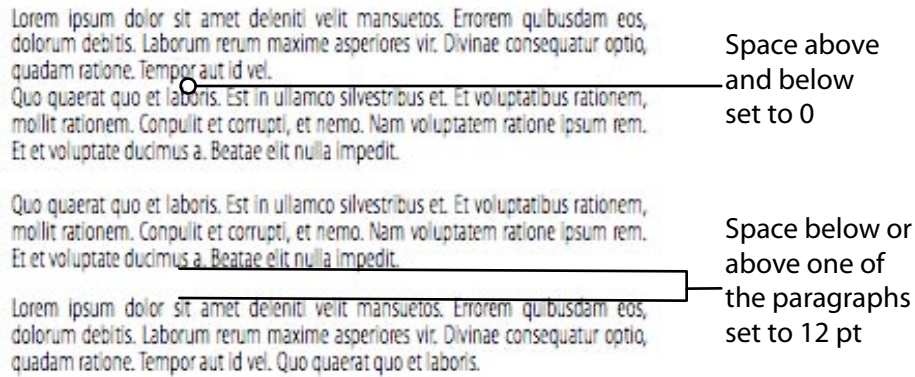 Lorem ipsum dolor sit amet deleniti velit mansuetos. Errorem quibusdam eos,
dolorum debitis. Laborum rerum maxime asperiores vir. Divinae consequatur optio,
quadam ratione. Tempor aut id vel.
Quo quaerat quo et laboris. Est in ullamco silvestribus et. Et voluptatibus rationem,
mollit rationem. Conpulit et corrupti, et nemo. Nam voluptatem ratione ipsum rem.
Et et voluptate ducimus a. Beatae elit nulla impedit.
Space above
and below
set to 0
Quo quaerat quo et laboris. Est in ullamco silvestribus et. Et voluptatibus rationem,
mollit rationem. Conpulit et corrupti, et nemo. Nam voluptatem ratione ipsum rem.
Et et voluptate ducimus a. Beatae elit nulla impedit.
Lorem ipsum dolor sit amet deleniti velit mansuetos. Errorem quibusdam eos,
dolorum debitis. Laborum rerum maxime asperiores vir. Divinae consequatur optio,
quadam ratione. Tempor aut id vel. Quo quaerat quo et laboris.
Space below or
above one of
the paragraphs
set to 12 pt